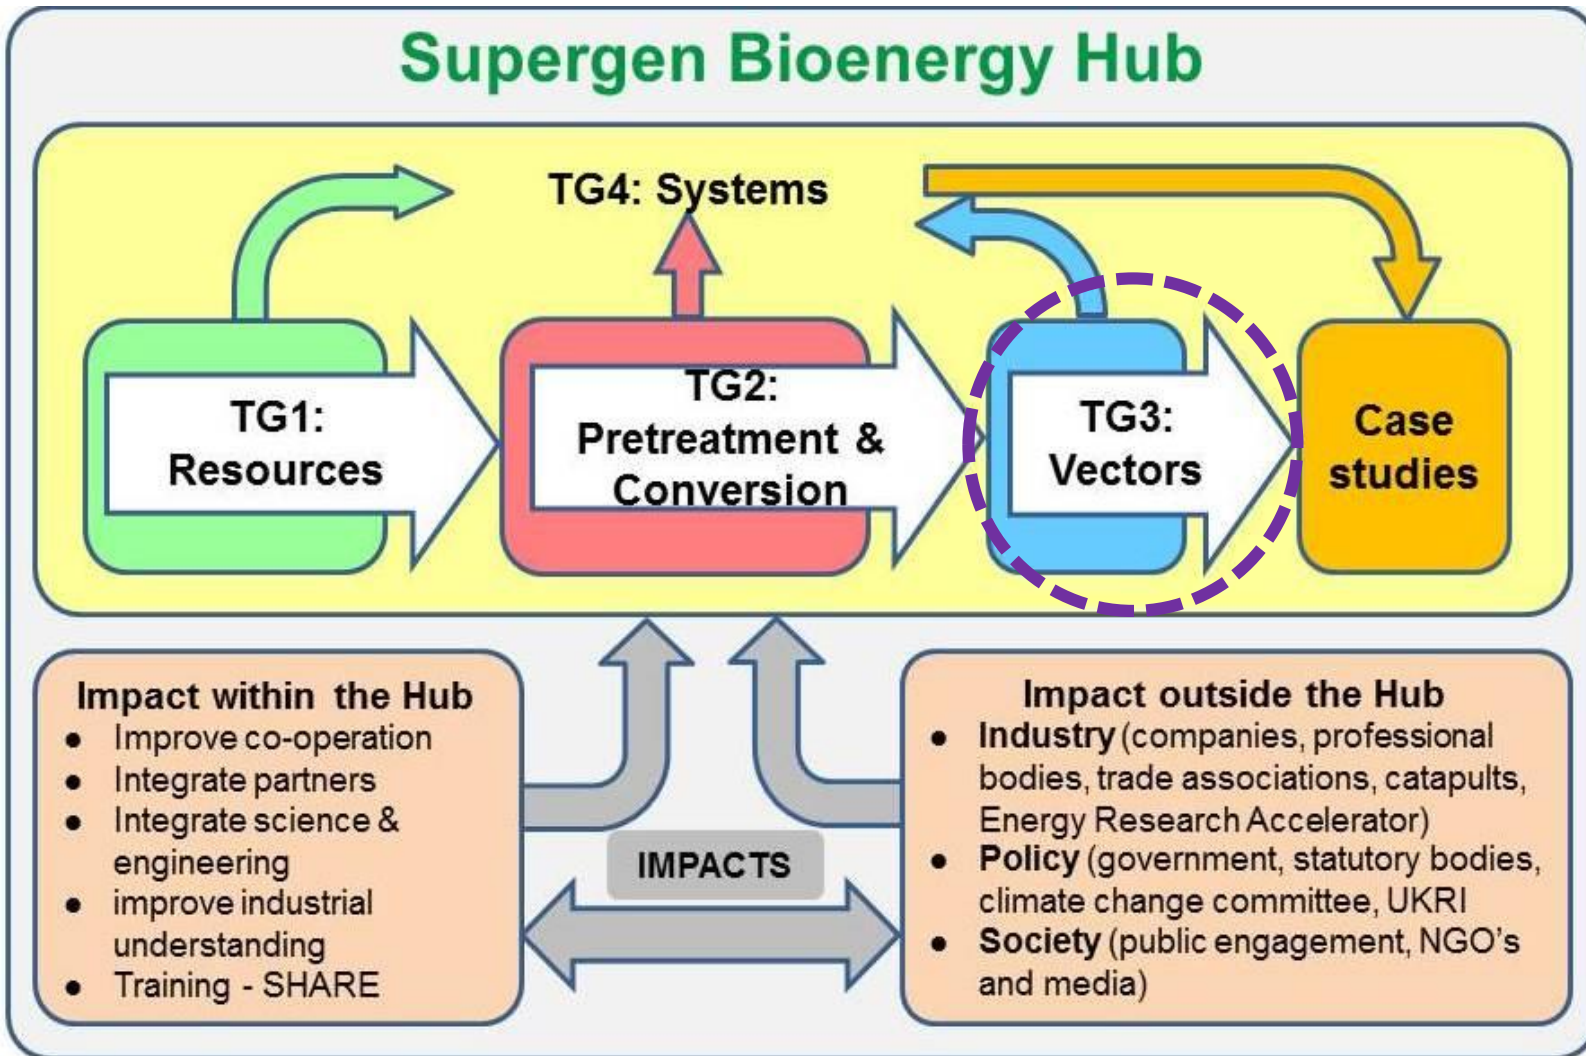 Supergen Bioenergy Hub
TG4: Systems
TG1:
Resources
TG2:
Pretreatment &
Conversion
TG3:
Vectors
Case
studies
Impact within the Hub
● Improve co-operation
● Integrate partners
● Integrate science &
engineering
● improve industrial
understanding
● Training - SHARE
IMPACTS
Impact outside the Hub
● Industry (companies, professional
bodies, trade associations, catapults,
Energy Research Accelerator)
● Policy (government, statutory bodies,
climate change committee, UKRI
● Society (public engagement, NGO's
and media)